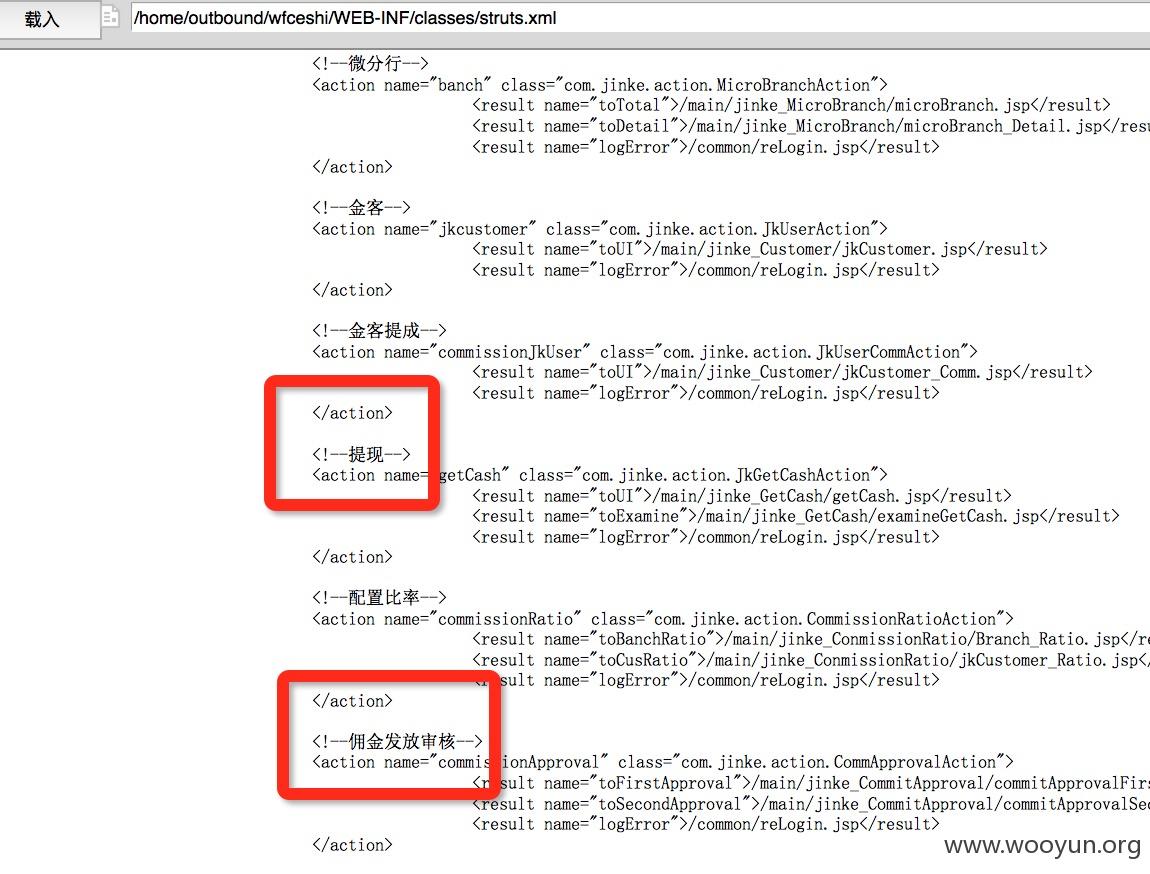 载入 /home/outbound/wfceshi/WEB-INF/classes/struts.xml
<!--微分行-->
<action name="banch" class="com.jinke.action.MicroBranchAction">
<result name="toTotal">/main/jinke_MicroBranch/microBranch.jsp</result>
<result name="toDetail">/main/jinke_MicroBranch/microBranch_Detail.jsp</resu
<result name="logError">/common/reLogin.jsp</result>
</action>
<!--金客-->
<action name="jkcustomer" class="com.jinke.action.JkUserAction">
<result name="toUI">/main/jinke_Customer/jkCustomer.jsp</result>
<result name="logError">/common/reLogin.jsp</result>
</action>
<!--金客提成-->
<action name="commissionJkUser" class="com.jinke.action.JkUserCommAction">
<result name="toUI">/main/jinke_Customer/jkCustomer_Comm.jsp</result>
<result name="logError">/common/reLogin.jsp</result>
</action>
<!--提现-->
<action name="getCash" class="com.jinke.action.JkGetCashAction">
<result name="toUI">/main/jinke_GetCash/getCash.jsp</result>
<result name="toExamine">/main/jinke_GetCash/examineGetCash.jsp</result>
<result name="logError">/common/reLogin.jsp</result>
</action>
<!--配置比率-->
<action name="commissionRatio" class="com.jinke.action.CommissionRatioAction">
<result name="toBanchRatio">/main/jinke_ConmissionRatio/Branch_Ratio.jsp</re
<result name="toCusRatio">/main/jinke_ConmissionRatio/jkCustomer_Ratio.jsp</
<result name="logError">/common/reLogin.jsp</result>
</action>
<!--佣金发放审核-->
<action name="commissionApproval" class="com.jinke.action.CommApprovalAction">
<result name="toFirstApproval">/main/jinke_CommitApproval/commitApprovalFirs
<result name="toSecondApproval">/main/jinke_CommitApproval/commitApprovalSec
<result name="logError">/common/reLogin.jsp</result>
</action>
www.wooyun.org